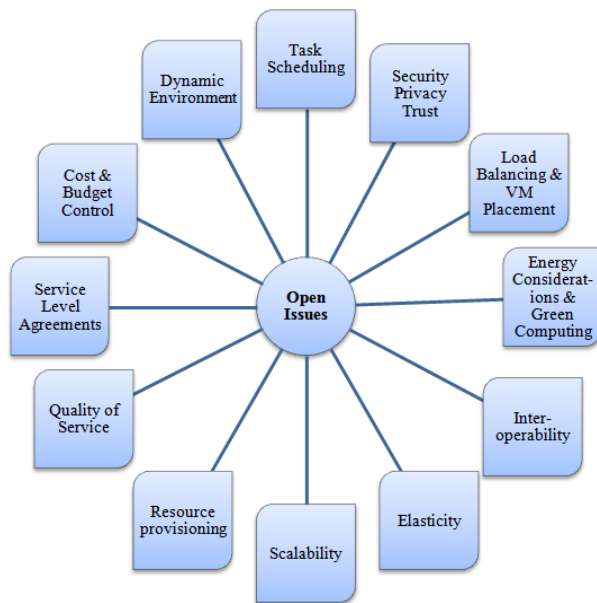 Task
Scheduling
Security
Privacy
Trust
Load
Balancing &
VM
Placement
Energy
Considerat-
ions &
Green
Computing
Inter-
operability
Elasticity
Scalability
Resource
provisioning
Quality of
Service
Service
Level
Agreements
Cost &
Budget
Control
Dynamic
Environment
Open
Issues